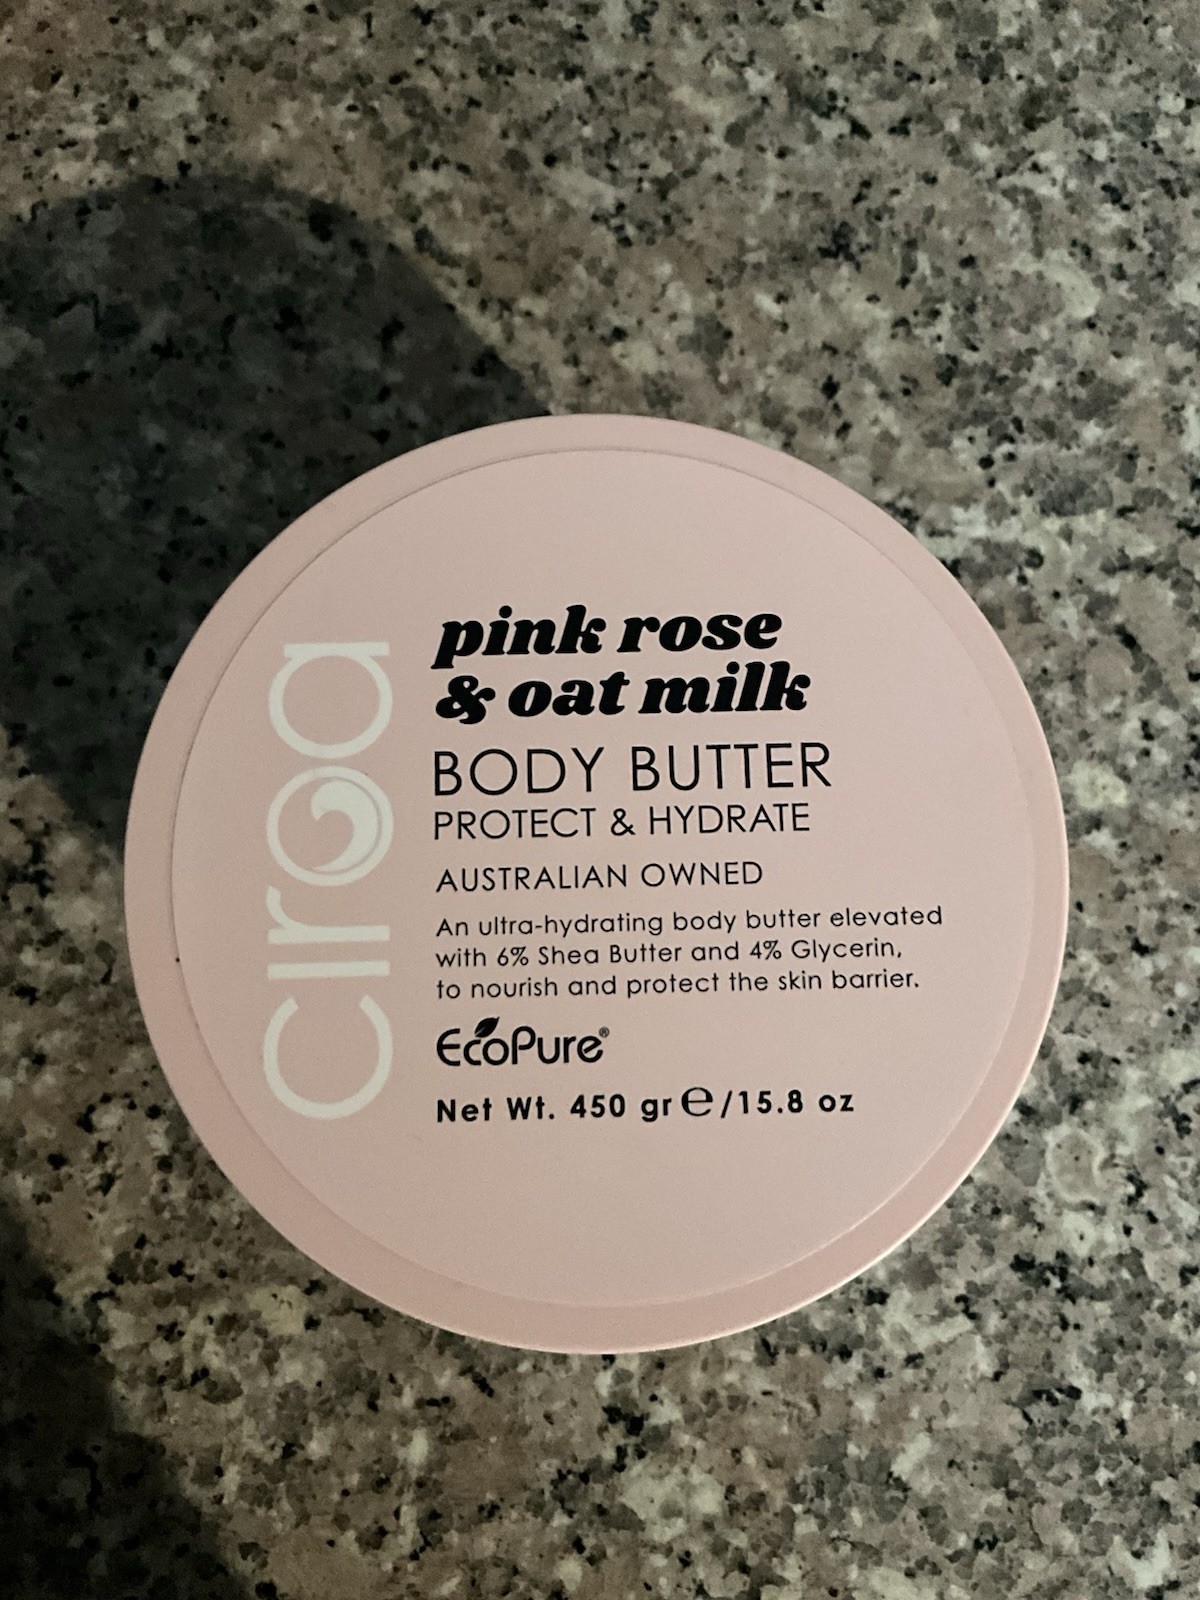 ciroa
pink rose
& oat milk
BODY BUTTER
PROTECT & HYDRATE
AUSTRALIAN OWNED
An ultra-hydrating body butter elevated
with 6% Shea Butter and 4% Glycerin,
to nourish and protect the skin barrier.
EcoPure®
Net Wt. 450 gr ℮/15.8 oz